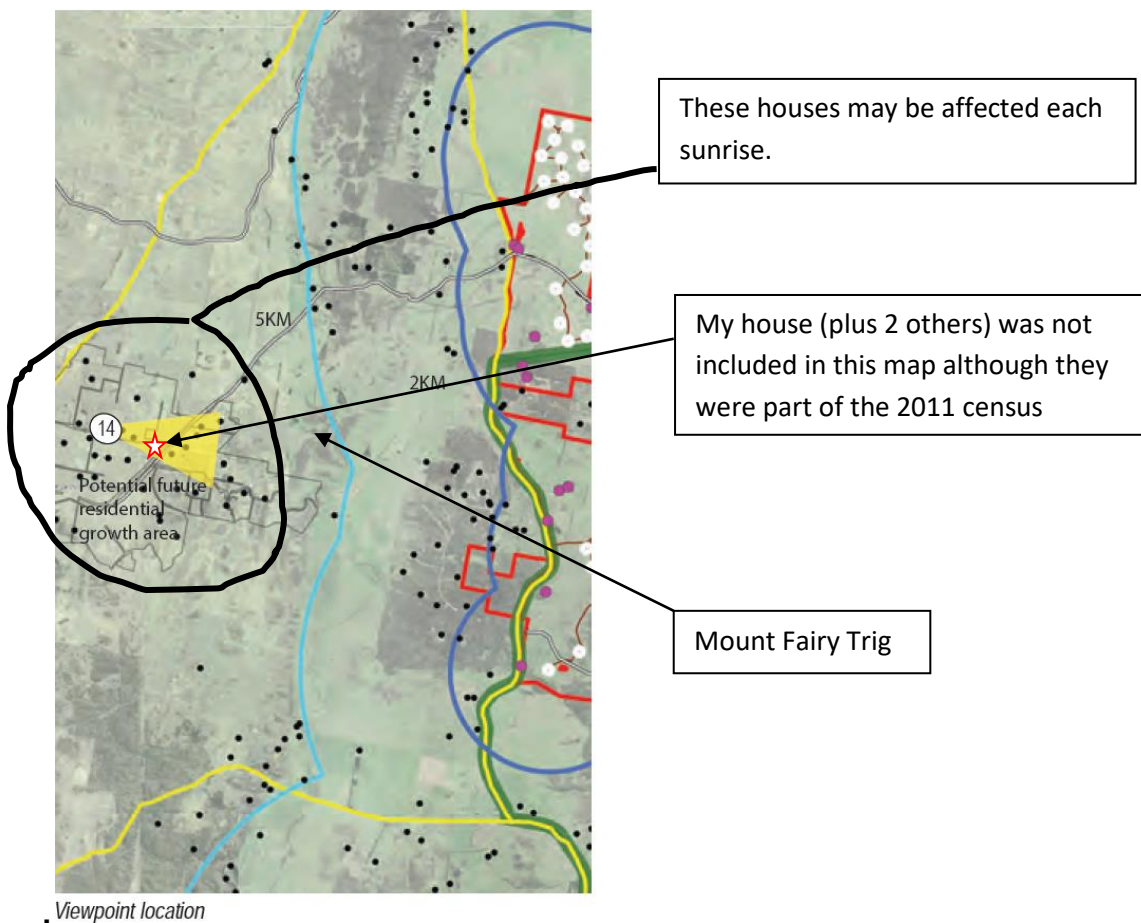 These houses may be affected each
sunrise.
5KM
My house (plus 2 others) was not
included in this map although they
were part of the 2011 census
2KM
14
Potential future
residential
growth area
Mount Fairy Trig
Viewpoint location